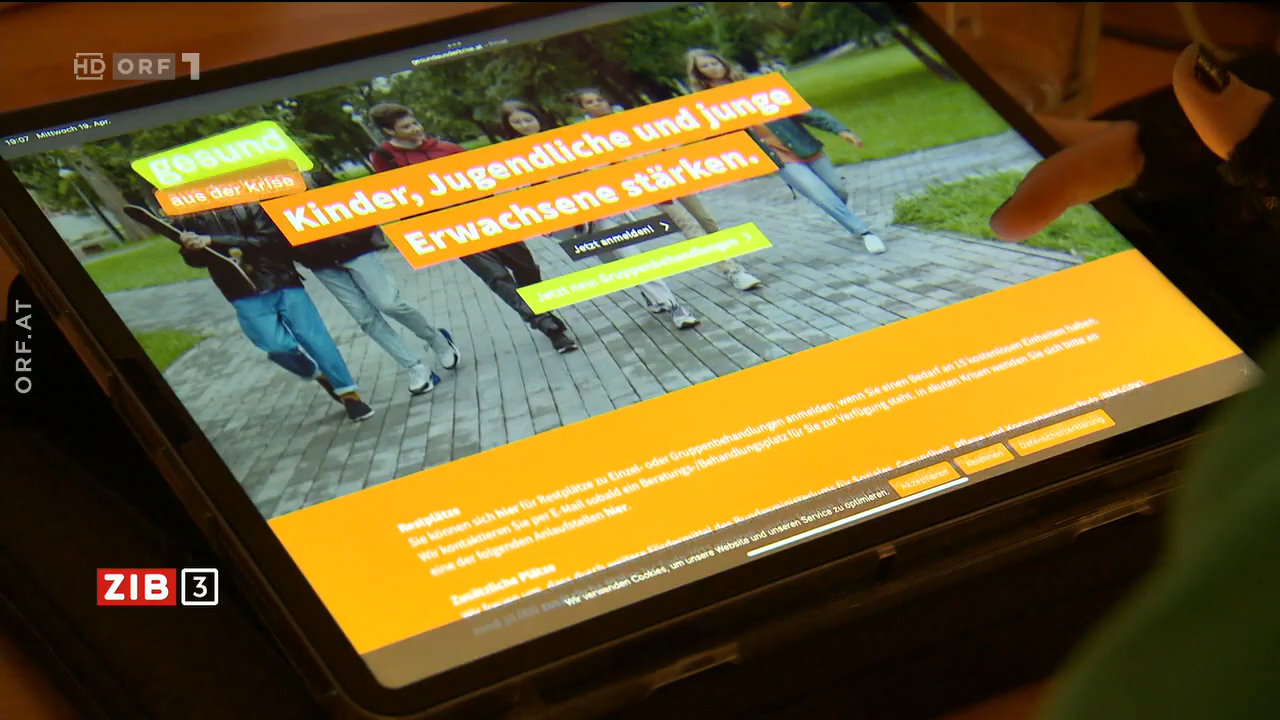 HD ORF 1
19:07 Mittwoch 19. Apr.
gesundausderkrise.at
gesund
aus der krise
Kinder, Jugendliche und junge
Erwachsene stärken.
Jetzt anmelden!
Jetzt neu: Gruppenbehandlungen
ORF.AT
Restplätze
Sie können sich hier für Restplätze zu Einzel- oder Gruppenbehandlungen anmelden, wenn Sie einen Bedarf an 15 kostenlosen Einheiten haben.
Wir kontaktieren Sie per E-Mail sobald ein Beratungs-/Behandlungsplatz für Sie zur Verfügung steht. In akuten Krisen wenden Sie sich bitte an
eine der folgenden Anlaufstellen hier.
Zusätzliche Plätze
Wir verwenden Cookies, um unsere Website und unseren Service zu optimieren.
Akzeptieren
Ablehnen
Datenschutzerklärung
ZIB 3